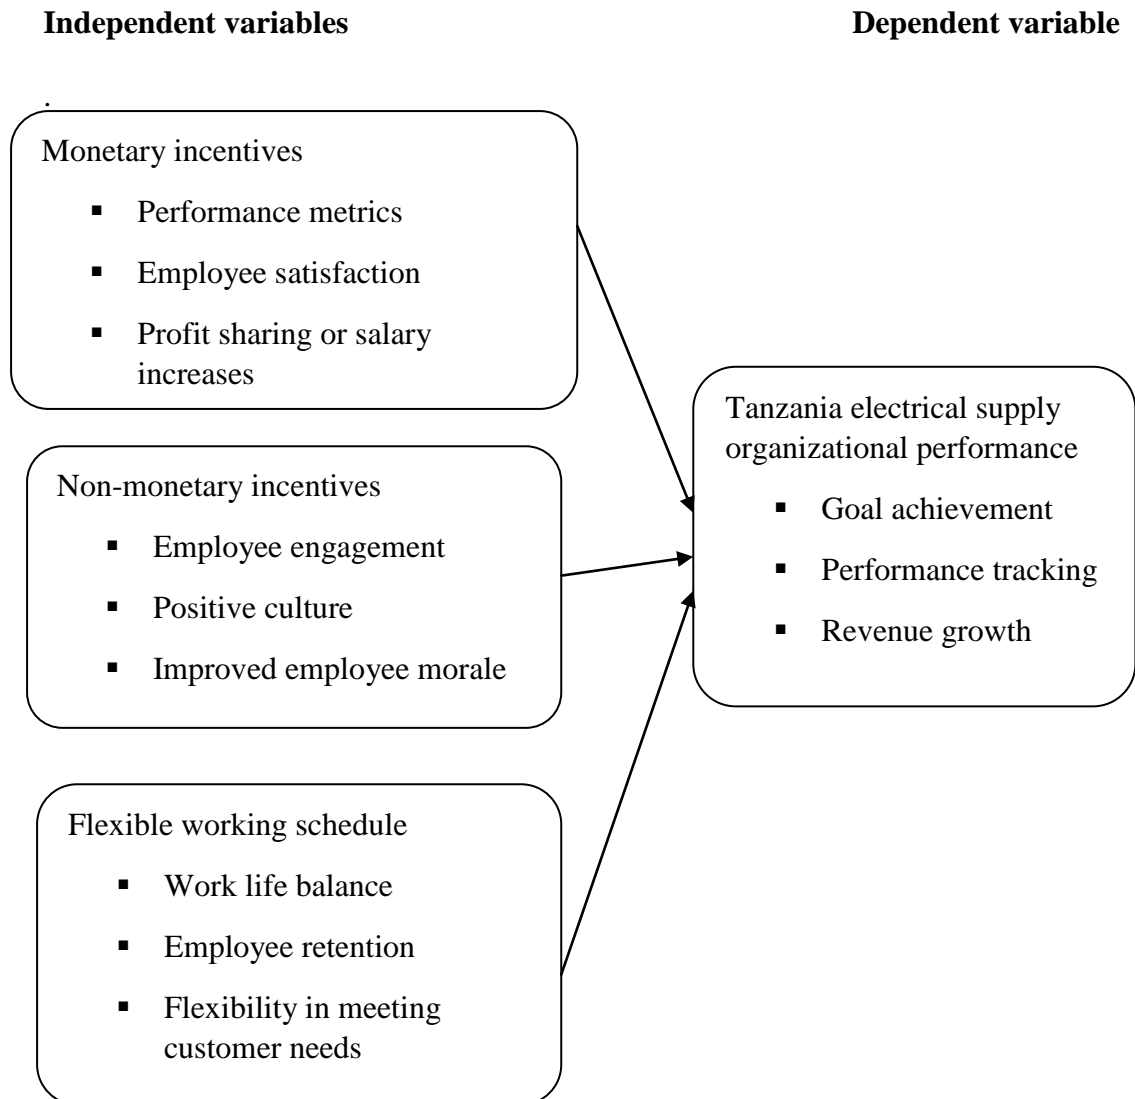 Independent variables
Dependent variable
.
Monetary incentives
▪ Performance metrics
▪ Employee satisfaction
▪ Profit sharing or salary
increases
Non-monetary incentives
▪ Employee engagement
▪ Positive culture
▪ Improved employee morale
Flexible working schedule
▪ Work life balance
▪ Employee retention
▪ Flexibility in meeting
customer needs
Tanzania electrical supply
organizational performance
▪ Goal achievement
▪ Performance tracking
▪ Revenue growth